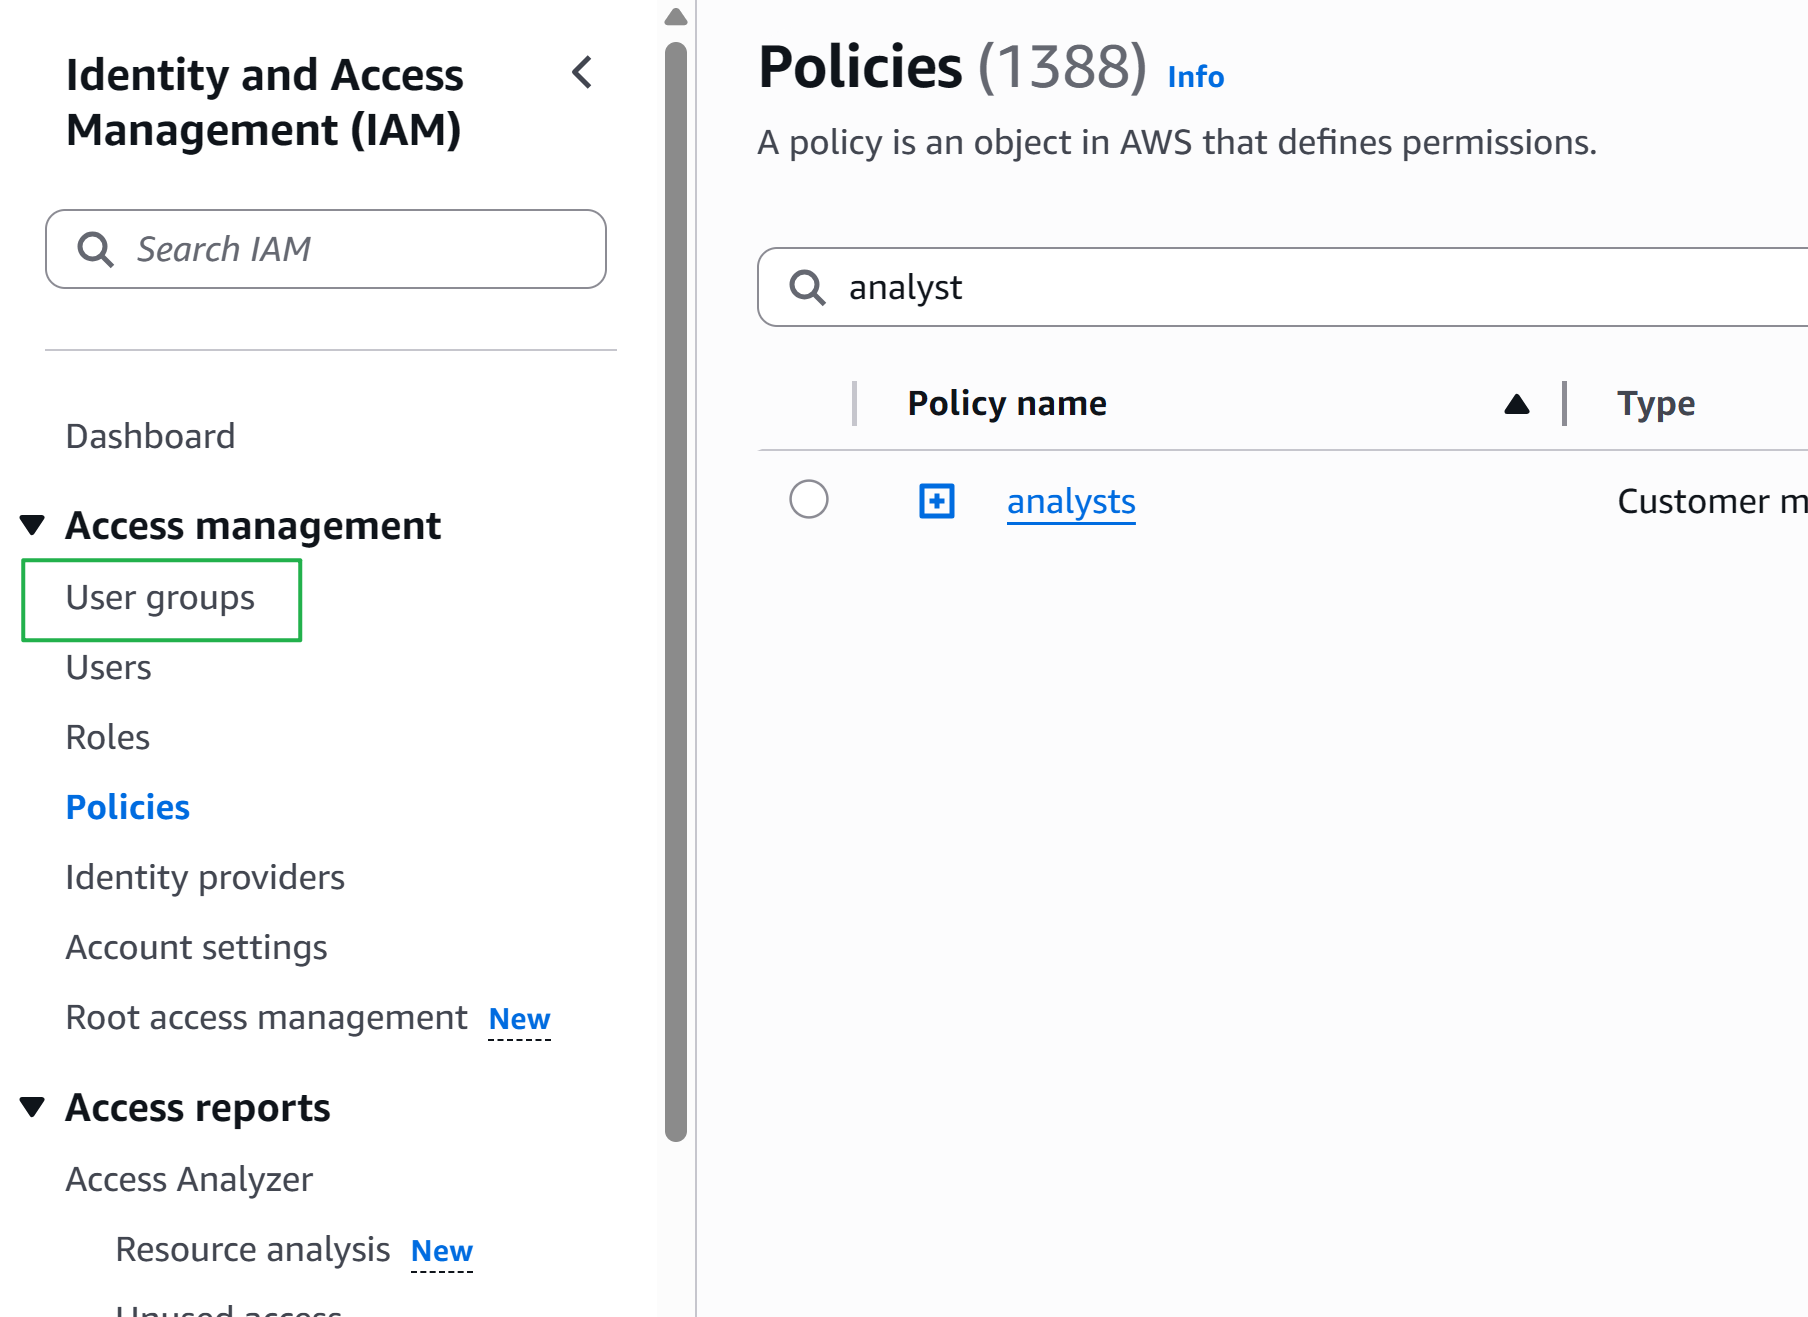 Identity and Access
Management (IAM)
Search IAM
Dashboard
Access management
User groups
Users
Roles
Policies
Identity providers
Account settings
Root access management New
Access reports
Access Analyzer
Resource analysis New
Unused access
Policies (1388) Info
A policy is an object in AWS that defines permissions.
analyst
Policy name Type
analysts Customer m